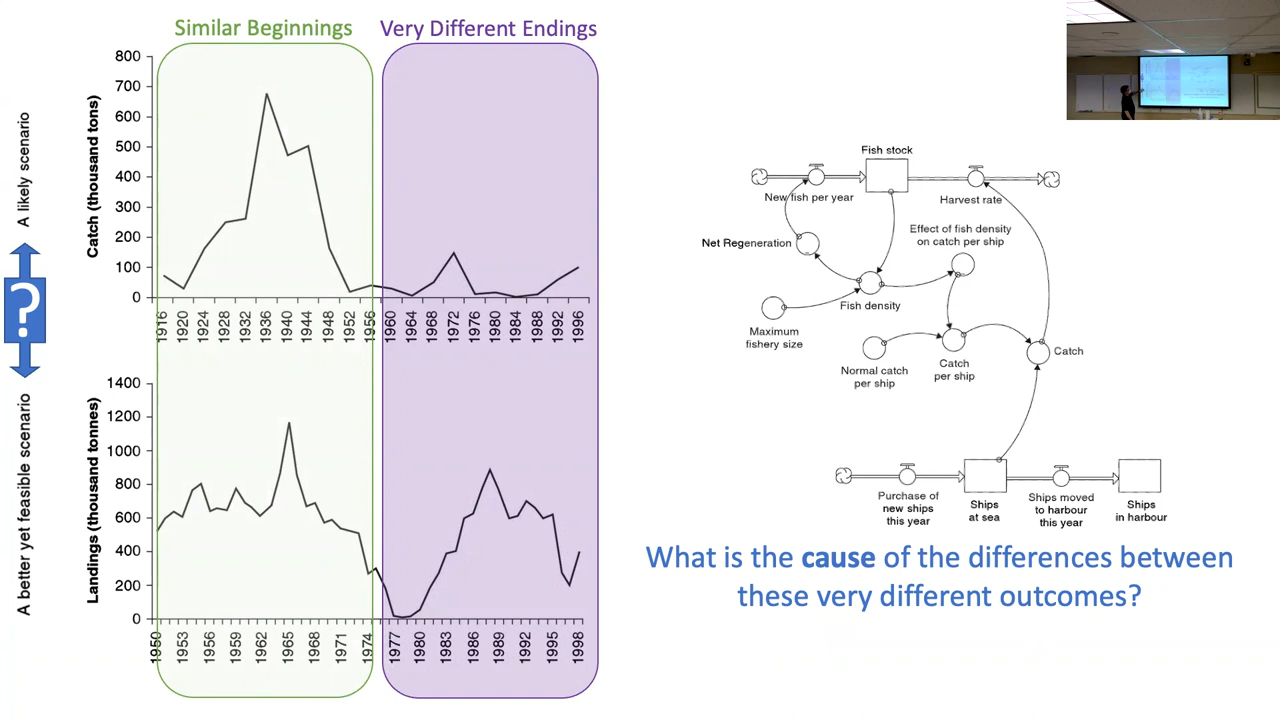 Similar Beginnings
Very Different Endings
A likely scenario
?
A better yet feasible scenario
Catch (thousand tons)
800
700
600
500
400
300
200
100
0
1916
1920
1924
1928
1932
1936
1940
1944
1948
1952
1956
1960
1964
1968
1972
1976
1980
1984
1988
1992
1996
Landings (thousand tonnes)
1400
1200
1000
800
600
400
200
0
1950
1953
1956
1959
1962
1965
1968
1971
1974
1977
1980
1983
1986
1989
1992
1995
1998
Fish stock
New fish per year
Harvest rate
Net Regeneration
Effect of fish density
on catch per ship
Fish density
Maximum
fishery size
Normal catch
per ship
Catch
per ship
Catch
Purchase of
new ships
this year
Ships
at sea
Ships moved
to harbour
this year
Ships
in harbour
What is the cause of the differences between
these very different outcomes?